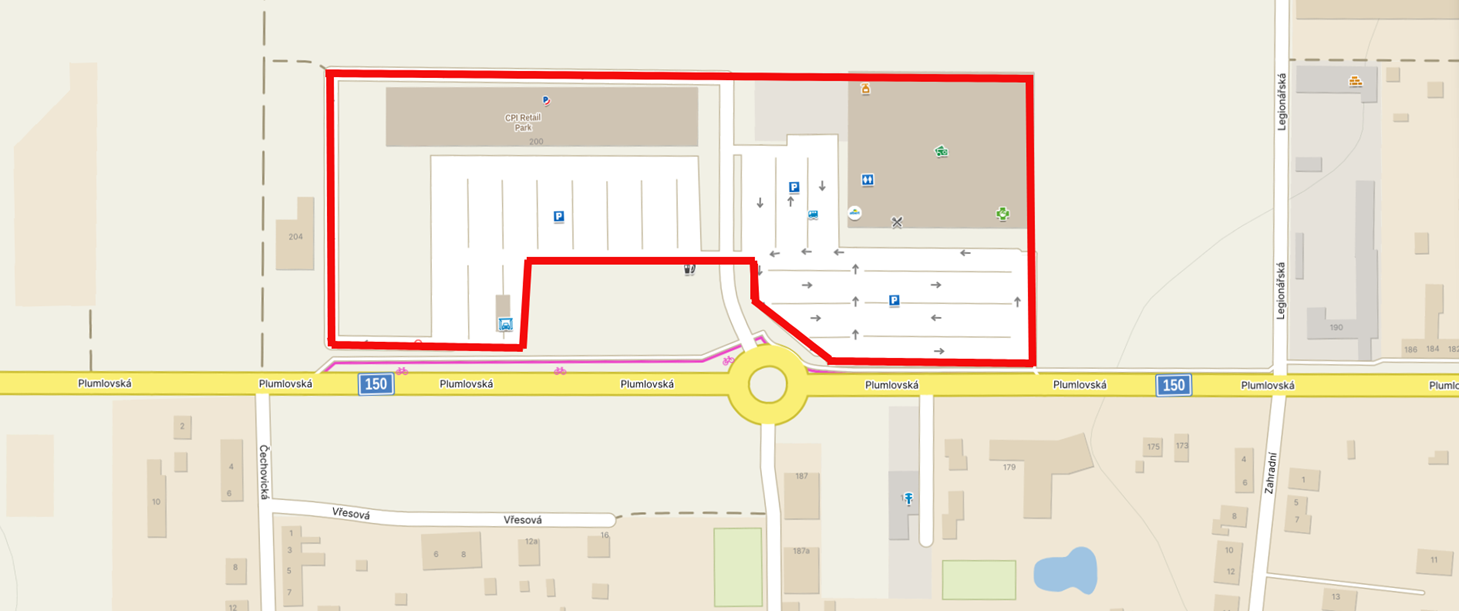 Legionářská
P
CPI Retail
Park
200
P
P
204
Legionářská
P
190
186
184
182
Plumlovská
Plumlovská
150
Plumlovská
Plumlovská
Plumlovská
Plumlovská
150
Plumlovská
2
Čechovická
4
6
10
187
179
175
173
4
6
Zahradní
1
5
7
8
Vřesová
Vřesová
16
1
3
5
7
6
8
12a
8
12
187a
10
12
11
13